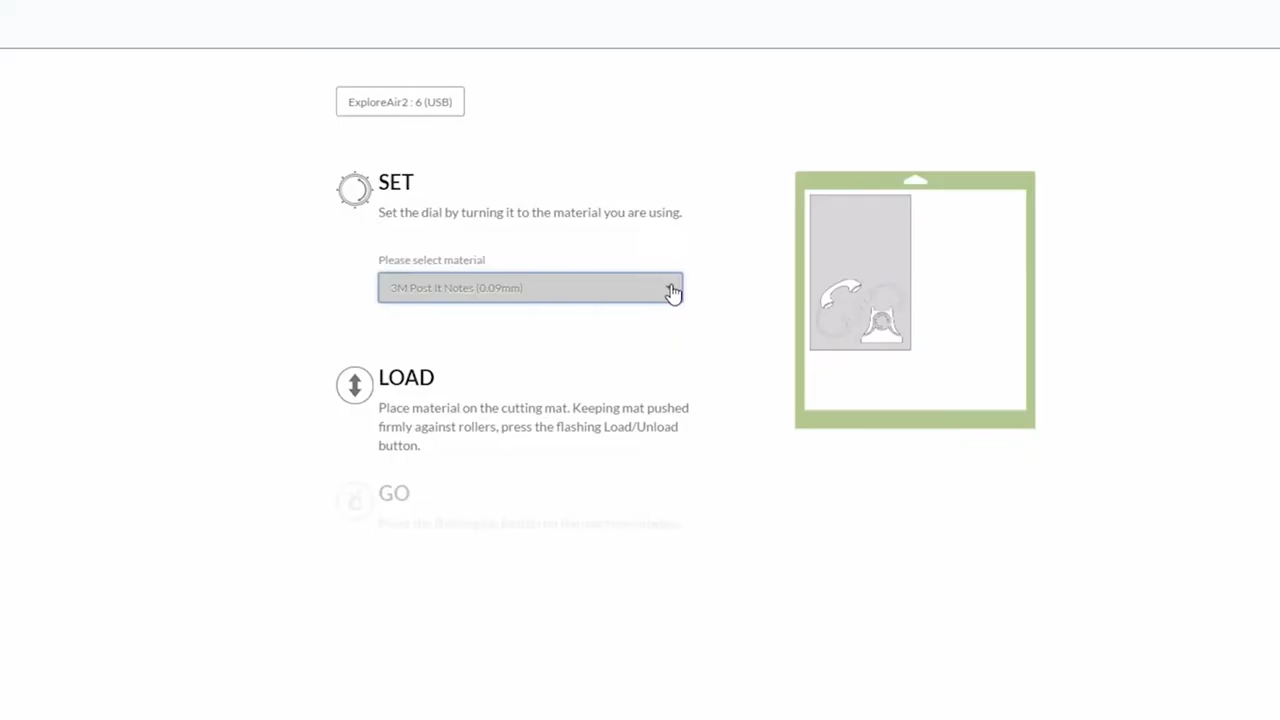 ExploreAir2 : 6 (USB)
SET
Set the dial by turning it to the material you are using.
Please select material
3M Post It Notes (0.09mm)
LOAD
Place material on the cutting mat. Keeping mat pushed
firmly against rollers, press the flashing Load/Unload
button.
GO